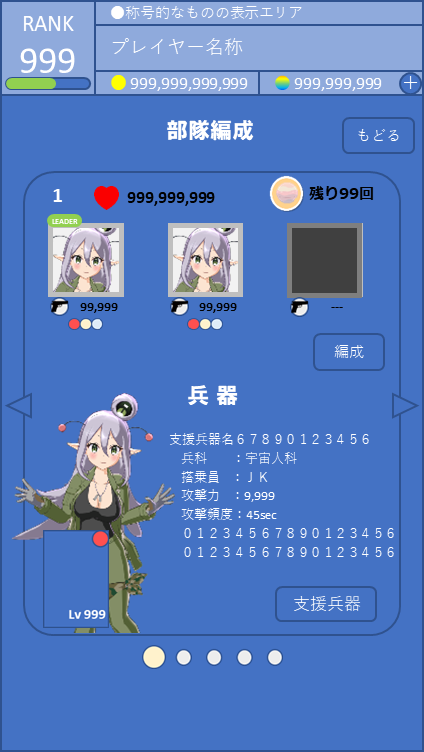 RANK
999
●称号的なものの表示エリア
プレイヤー名称
999,999,999,999
999,999,999
+
部隊編成
もどる
1
999,999,999
残り99回
LEADER
99,999
99,999
---
編成
兵 器
支援兵器名６７８９０１２３４５６
兵科　　：宇宙人科
搭乗員　：ＪＫ
攻撃力　：9,999
攻撃頻度：45sec
０１２３４５６７８９０１２３４５６
０１２３４５６７８９０１２３４５６
Lv 999
支援兵器